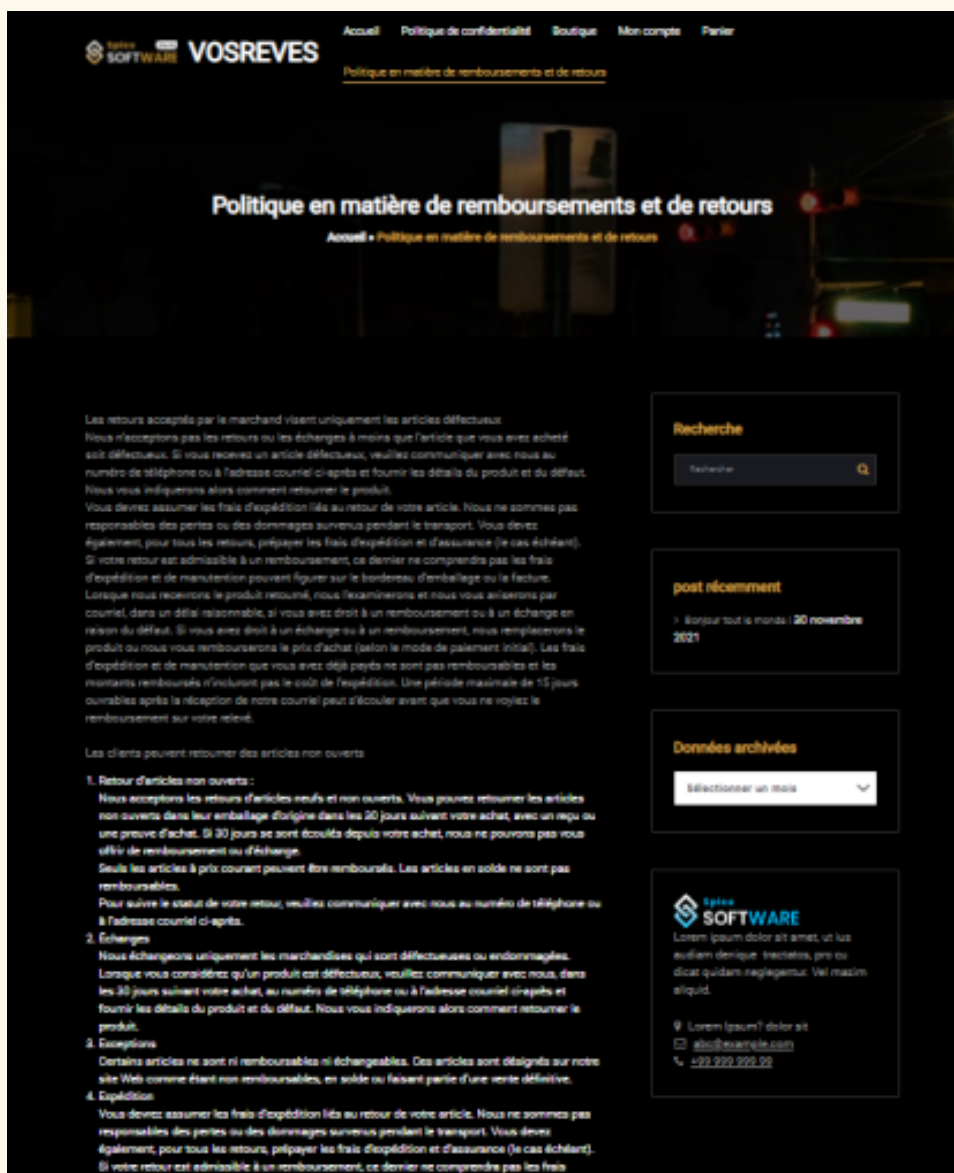 Spice
SOFTWARE
VOSREVES
Accueil Politique de confidentialité Boutique Mon compte Panier
Politique en matière de remboursements et de retours
Politique en matière de remboursements et de retours
Accueil » Politique en matière de remboursements et de retours
Les retours acceptés par le marchand visent uniquement les articles défectueux
Nous n'acceptons pas les retours ou les échanges à moins que l'article que vous avez acheté
soit défectueux. Si vous recevez un article défectueux, veuillez communiquer avec nous au
numéro de téléphone ou à l'adresse courriel ci-après et fournir les détails du produit et du défaut.
Nous vous indiquerons alors comment retourner le produit.
Vous devrez assumer les frais d'expédition liés au retour de votre article. Nous ne sommes pas
responsables des pertes ou des dommages survenus pendant le transport. Vous devez
également, pour tous les retours, prépayer les frais d'expédition et d'assurance (le cas échéant).
Si votre retour est admissible à un remboursement, ce dernier ne comprendra pas les frais
d'expédition et de manutention pouvant figurer sur le bordereau d'emballage ou la facture.
Lorsque nous recevrons le produit retourné, nous l'examinerons et nous vous aviserons par
courriel, dans un délai raisonnable, si vous avez droit à un remboursement ou à un échange en
raison du défaut. Si vous avez droit à un échange ou à un remboursement, nous remplacerons le
produit ou nous vous rembourserons le prix d'achat (selon le mode de paiement initial). Les frais
d'expédition et de manutention que vous avez déjà payés ne sont pas remboursables et les
montants remboursés n'incluront pas le coût de l'expédition. Une période maximale de 15 jours
ouvrables après la réception de notre courriel peut s'écouler avant que vous ne voyiez le
remboursement sur votre relevé.
Les clients peuvent retourner des articles non ouverts
1. Retour d'articles non ouverts :
Nous acceptons les retours d'articles neufs et non ouverts. Vous pouvez retourner les articles
non ouverts dans leur emballage d'origine dans les 30 jours suivant votre achat, avec un reçu ou
une preuve d'achat. Si 30 jours se sont écoulés depuis votre achat, nous ne pouvons pas vous
offrir de remboursement ou d'échange.
Seuls les articles à prix courant peuvent être remboursés. Les articles en solde ne sont pas
remboursables.
Pour suivre le statut de votre retour, veuillez communiquer avec nous au numéro de téléphone ou
à l'adresse courriel ci-après.
2. Échanges
Nous échangeons uniquement les marchandises qui sont défectueuses ou endommagées.
Lorsque vous considérez qu'un produit est défectueux, veuillez communiquer avec nous, dans
les 30 jours suivant votre achat, au numéro de téléphone ou à l'adresse courriel ci-après et
fournir les détails du produit et du défaut. Nous vous indiquerons alors comment retourner le
produit.
3. Exceptions
Certains articles ne sont ni remboursables ni échangeables. Ces articles sont désignés sur notre
site Web comme étant non remboursables, en solde ou faisant partie d'une vente définitive.
4. Expédition
Vous devrez assumer les frais d'expédition liés au retour de votre article. Nous ne sommes pas
responsables des pertes ou des dommages survenus pendant le transport. Vous devez
également, pour tous les retours, prépayer les frais d'expédition et d'assurance (le cas échéant).
Si votre retour est admissible à un remboursement, ce dernier ne comprendra pas les frais
Recherche
Rechercher
post récemment
> Bonjour tout le monde ! 30 novembre
2021
Données archivées
Sélectionner un mois
Spice
SOFTWARE
Lorem ipsum dolor sit amet, ut ius
audiam denique tractatos, pro cu
dicat quidam neglegentur. Vel mazim
aliquid.
Lorem Ipsum? dolor sit
abc@example.com
+99 999 999 99